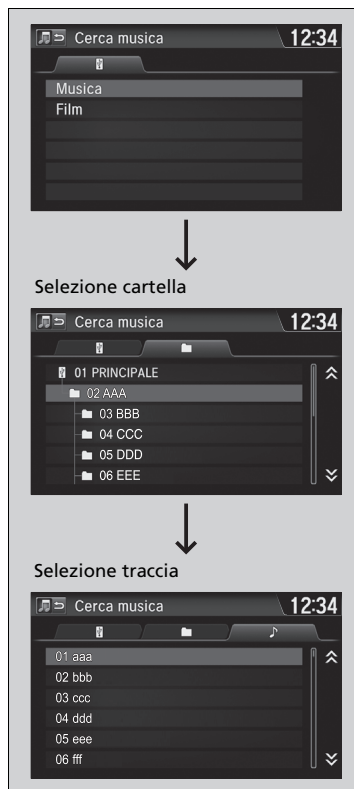 Cerca musica 12:34
Musica
Film
Selezione cartella
Cerca musica 12:34
01 PRINCIPALE
02 AAA
03 BBB
04 CCC
05 DDD
06 EEE
Selezione traccia
Cerca musica 12:34
01 aaa
02 bbb
03 ccc
04 ddd
05 eee
06 fff